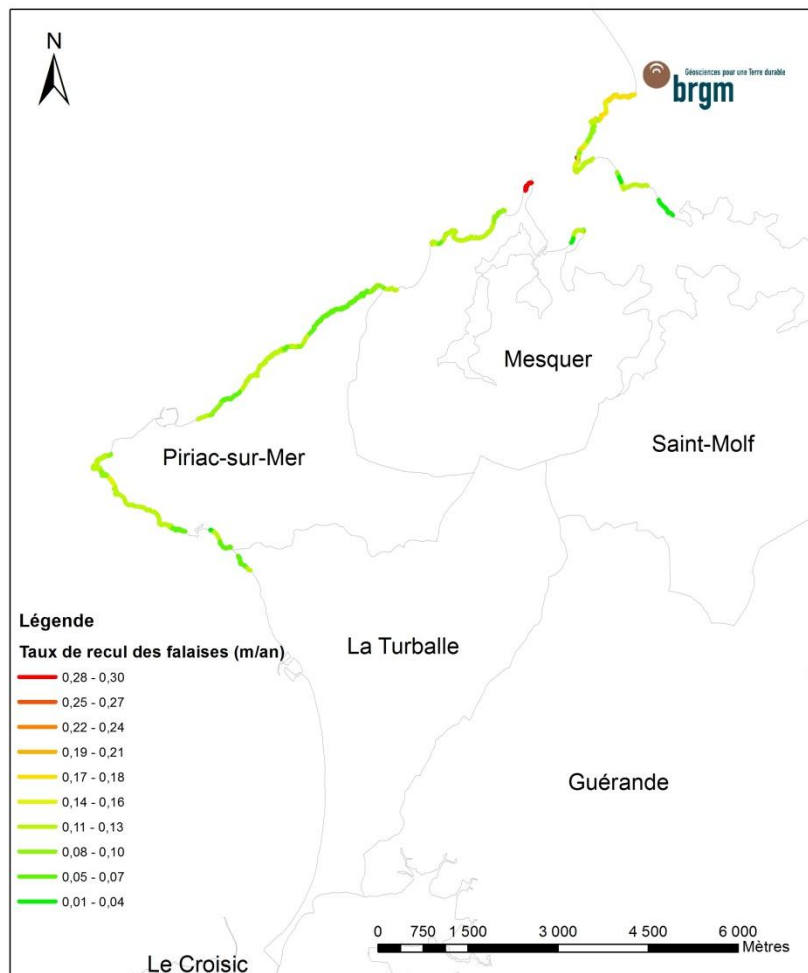 N
Géosciences pour une Terre durable
brgm
Mesquer
Saint-Molf
Piriac-sur-Mer
La Turballe
Guérande
Le Croisic
Légende
Taux de recul des falaises (m/an)
0,28 - 0,30
0,25 - 0,27
0,22 - 0,24
0,19 - 0,21
0,17 - 0,18
0,14 - 0,16
0,11 - 0,13
0,08 - 0,10
0,05 - 0,07
0,01 - 0,04
0 750 1 500 3 000 4 500 6 000
Mètres